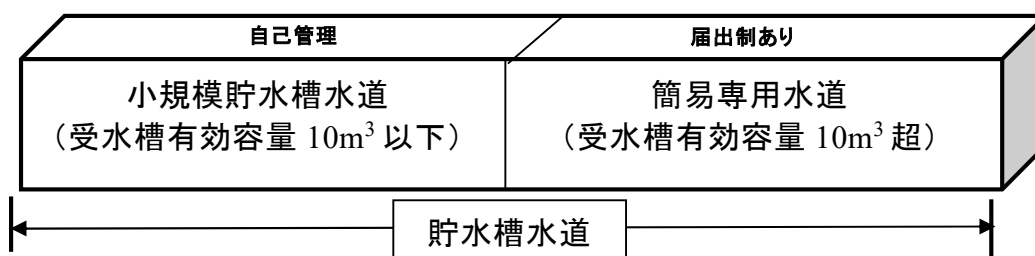 自己管理
届出制あり
小規模貯水槽水道
（受水槽有効容量 10m³ 以下）
簡易専用水道
（受水槽有効容量 10m³ 超）
貯水槽水道